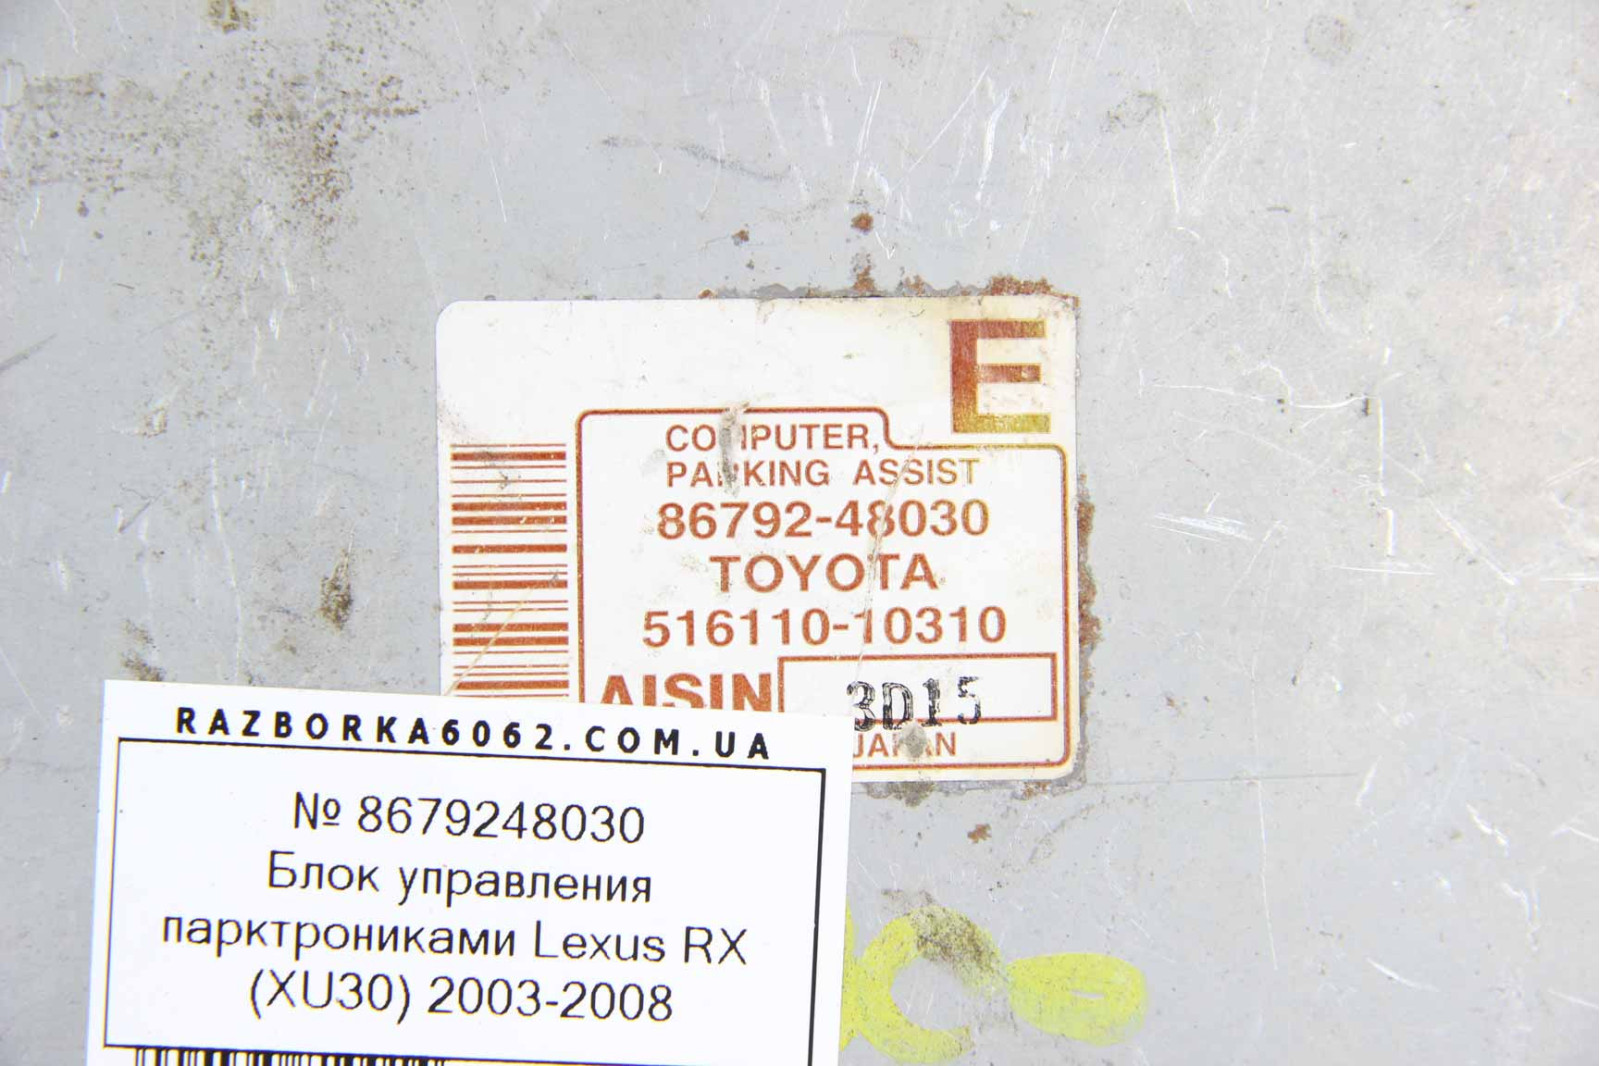 E
COMPUTER,
PARKING ASSIST
86792-48030
TOYOTA
516110-10310
AISIN 3D15
JAPAN
RAZBORKA6062.COM.UA
№ 8679248030
Блок управления
парктрониками Lexus RX
(XU30) 2003-2008